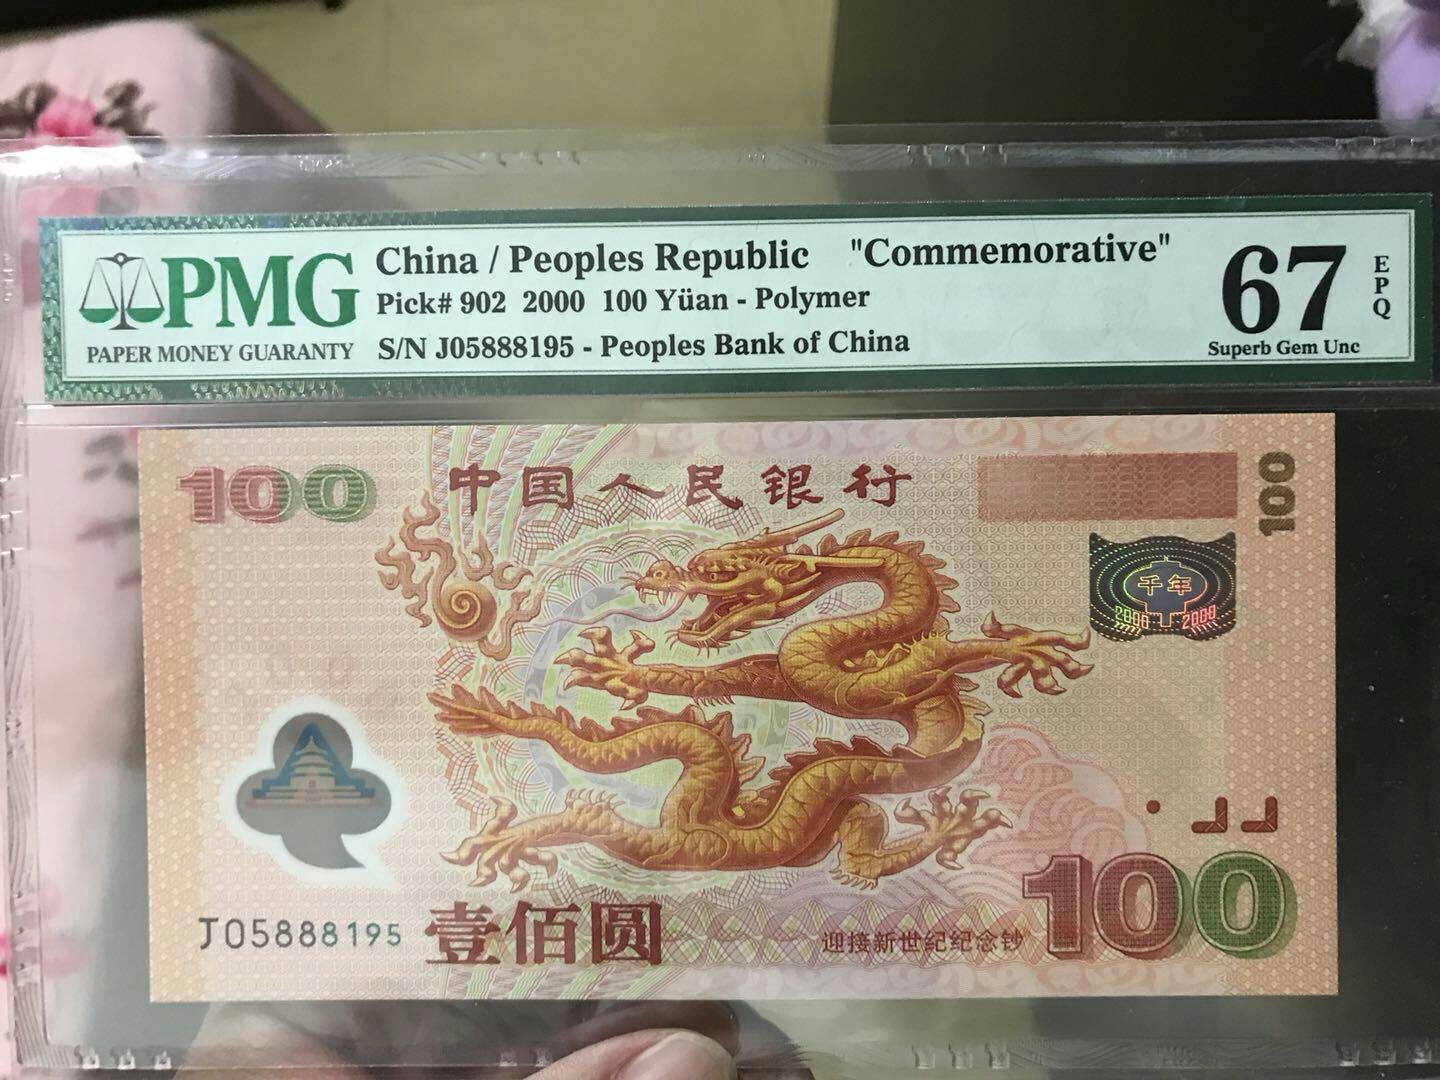 PMG
PAPER MONEY GUARANTY
China / Peoples Republic "Commemorative"
Pick# 902 2000 100 Yüan - Polymer
S/N J05888195 - Peoples Bank of China
67
EPQ
Superb Gem Unc
100
中国人民银行
100
千年
2000 2000
J05888195
壹佰圆
迎接新世纪纪念钞
100